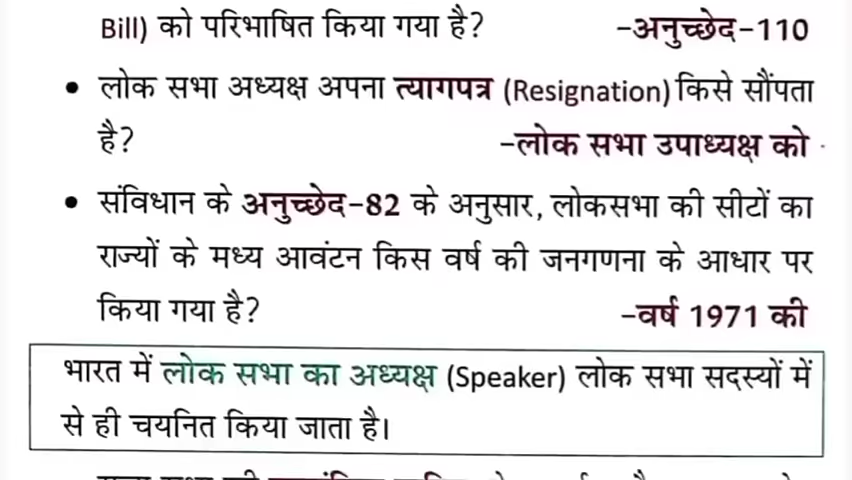 Bill) को परिभाषित किया गया है? -अनुच्छेद-110
• लोक सभा अध्यक्ष अपना त्यागपत्र (Resignation) किसे सौंपता
है? -लोक सभा उपाध्यक्ष को
• संविधान के अनुच्छेद-82 के अनुसार, लोकसभा की सीटों का
राज्यों के मध्य आवंटन किस वर्ष की जनगणना के आधार पर
किया गया है? -वर्ष 1971 की
भारत में लोक सभा का अध्यक्ष (Speaker) लोक सभा सदस्यों में
से ही चयनित किया जाता है।